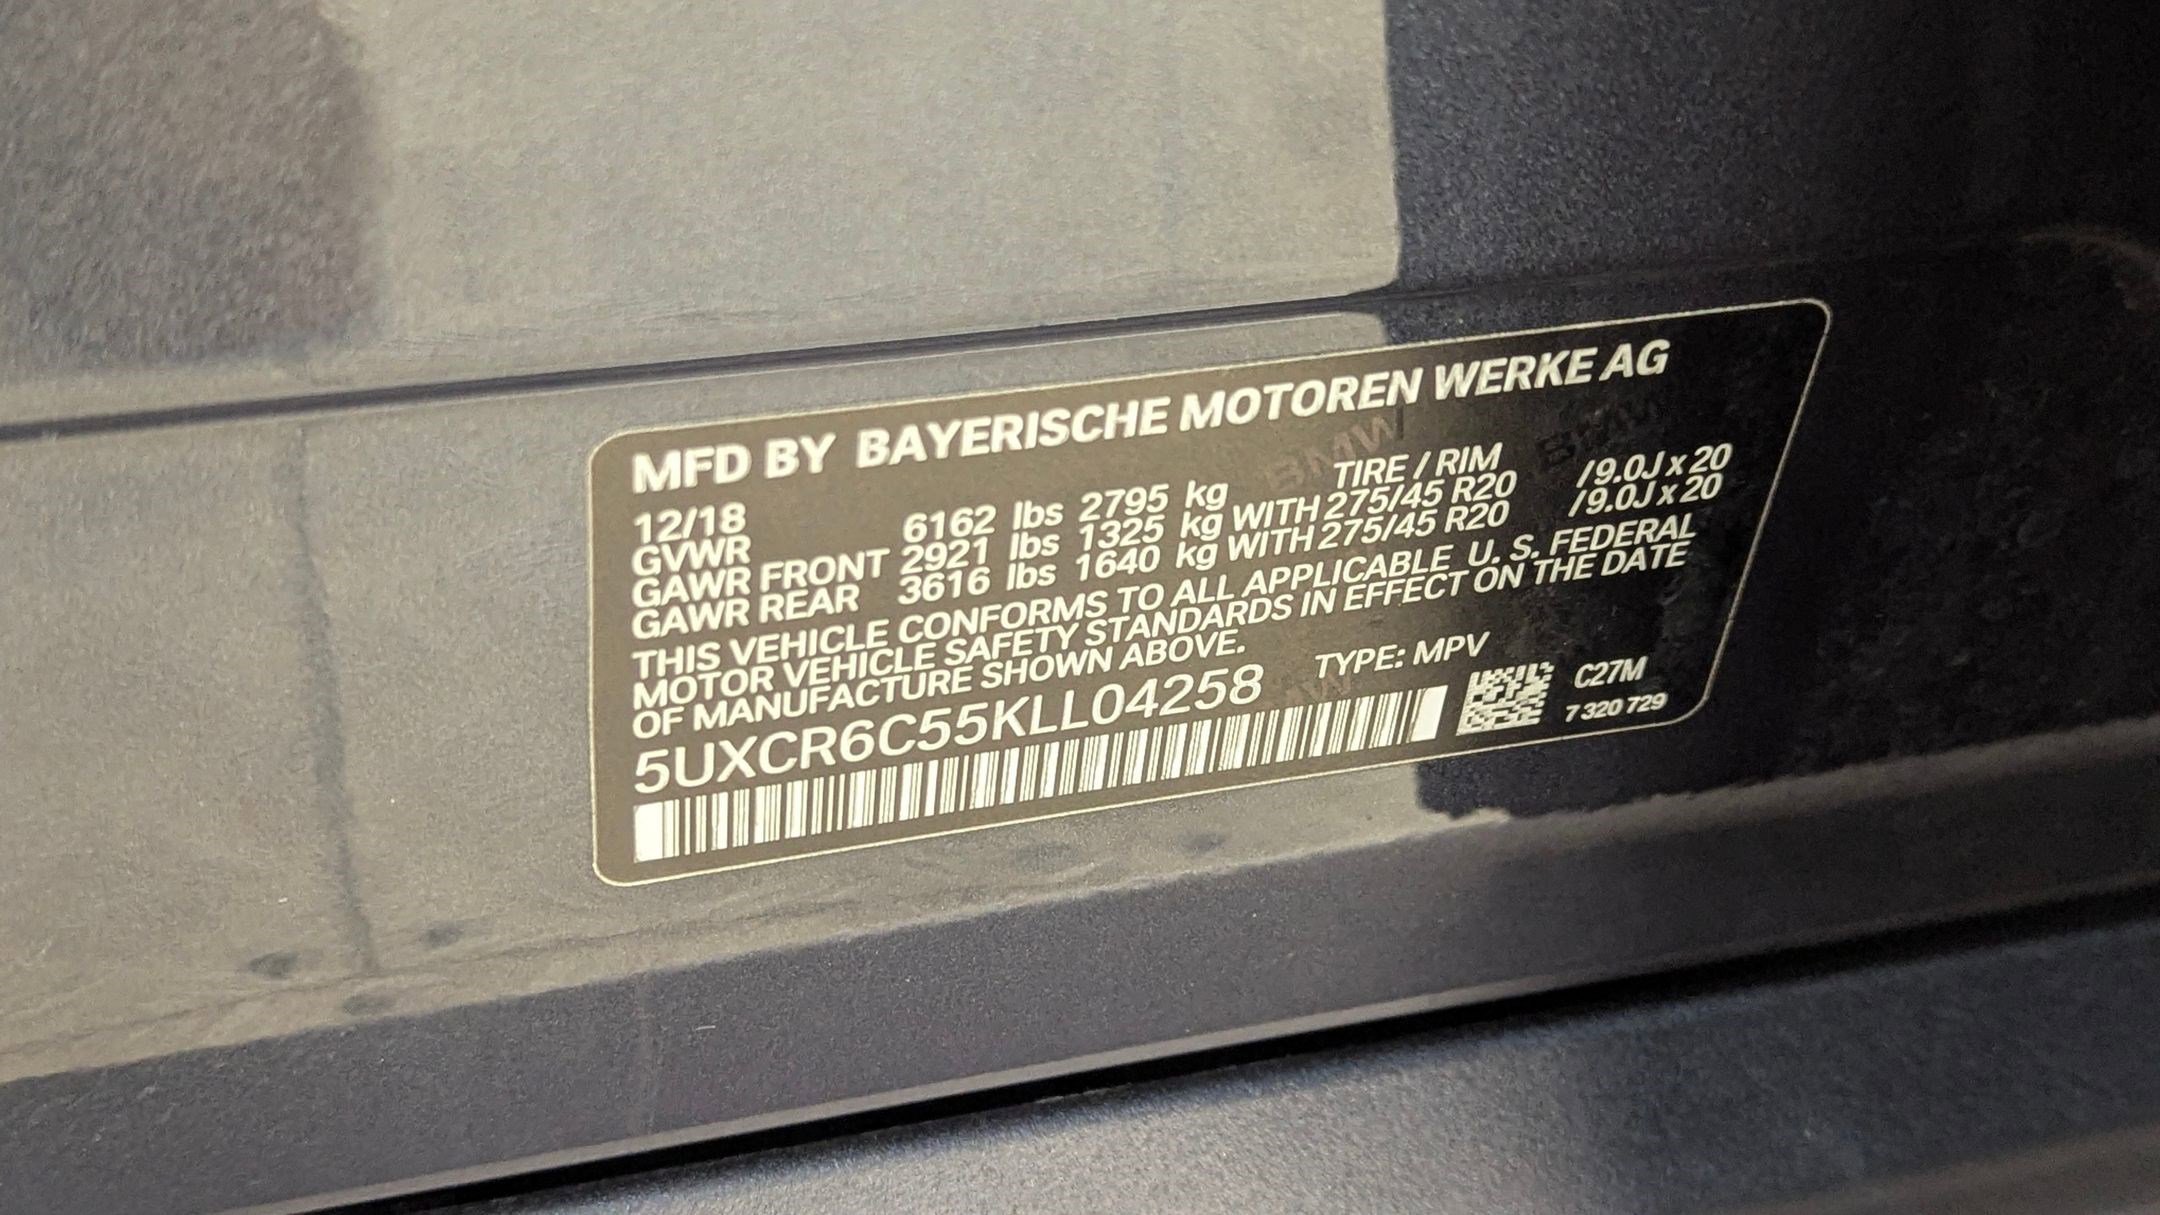 MFD BY BAYERISCHE MOTOREN WERKE AG
12/18 TIRE / RIM
GVWR 6162 lbs 2795 kg
GAWR FRONT 2921 lbs 1325 kg WITH 275/45 R20 /9.0J x 20
GAWR REAR 3616 lbs 1640 kg WITH 275/45 R20 /9.0J x 20
THIS VEHICLE CONFORMS TO ALL APPLICABLE U. S. FEDERAL
MOTOR VEHICLE SAFETY STANDARDS IN EFFECT ON THE DATE
OF MANUFACTURE SHOWN ABOVE.
5UXCR6C55KLL04258 TYPE: MPV
C27M
7 320 729
BMW
BMW
BMW